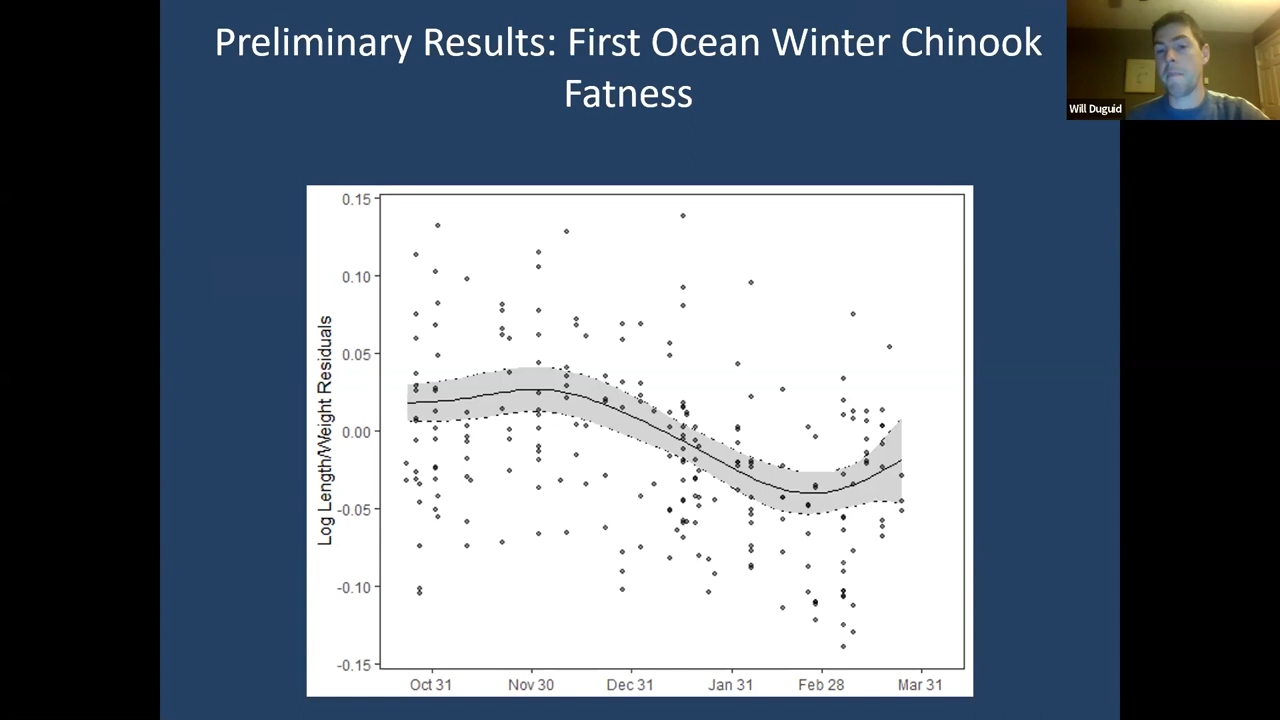 Preliminary Results: First Ocean Winter Chinook
Fatness
Will Duguid
Log Length/Weight Residuals
0.15
0.10
0.05
0.00
-0.05
-0.10
-0.15
Oct 31
Nov 30
Dec 31
Jan 31
Feb 28
Mar 31